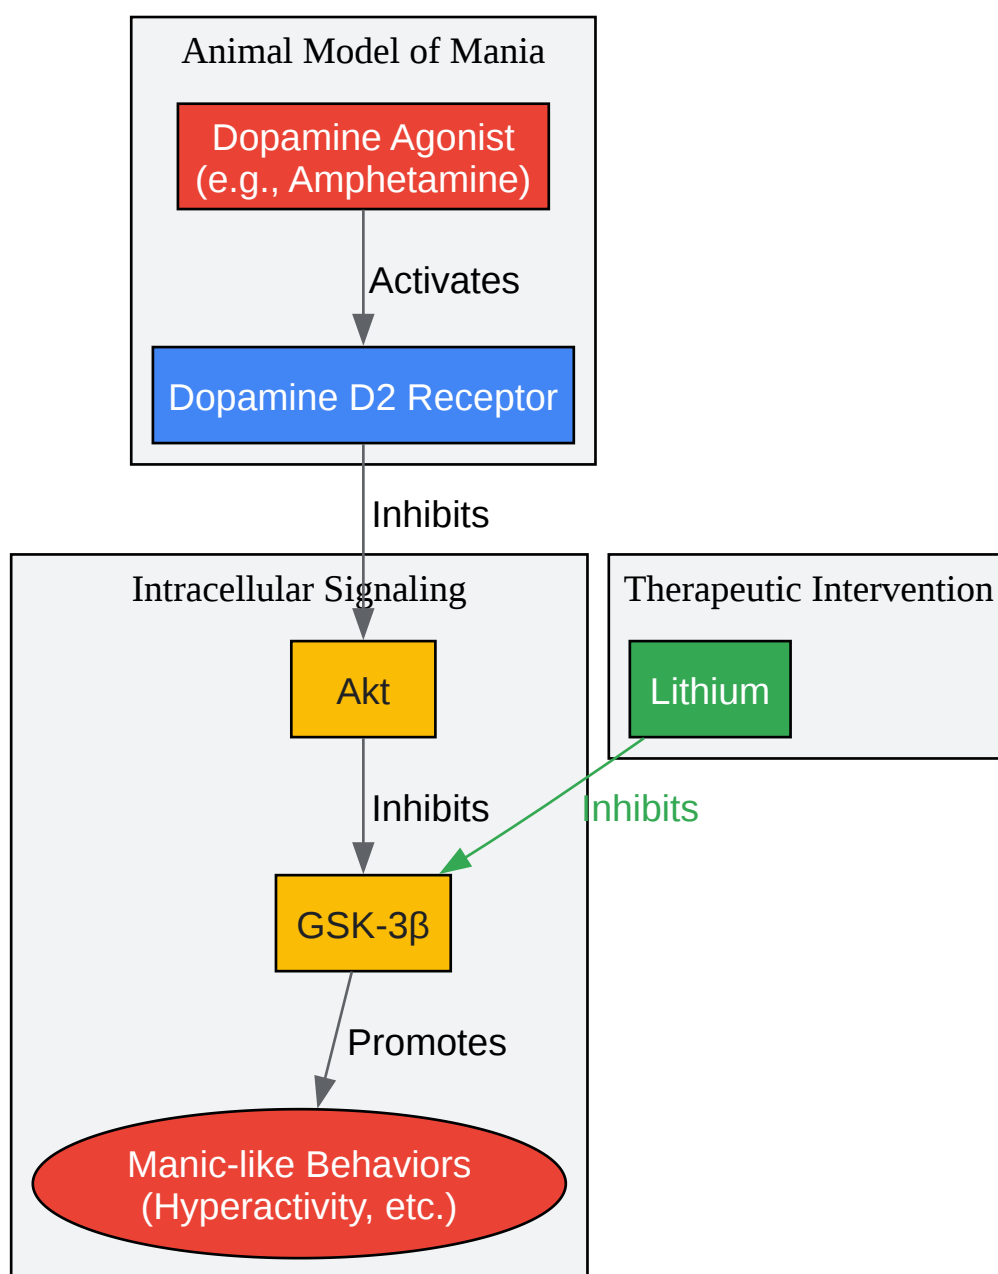 Animal Model of Mania
Dopamine Agonist
(e.g., Amphetamine)
Activates
Dopamine D2 Receptor
Inhibits
Intracellular Signaling
Therapeutic Intervention
Akt
Lithium
Inhibits
Inhibits
GSK-3β
Promotes
Manic-like Behaviors
(Hyperactivity, etc.)